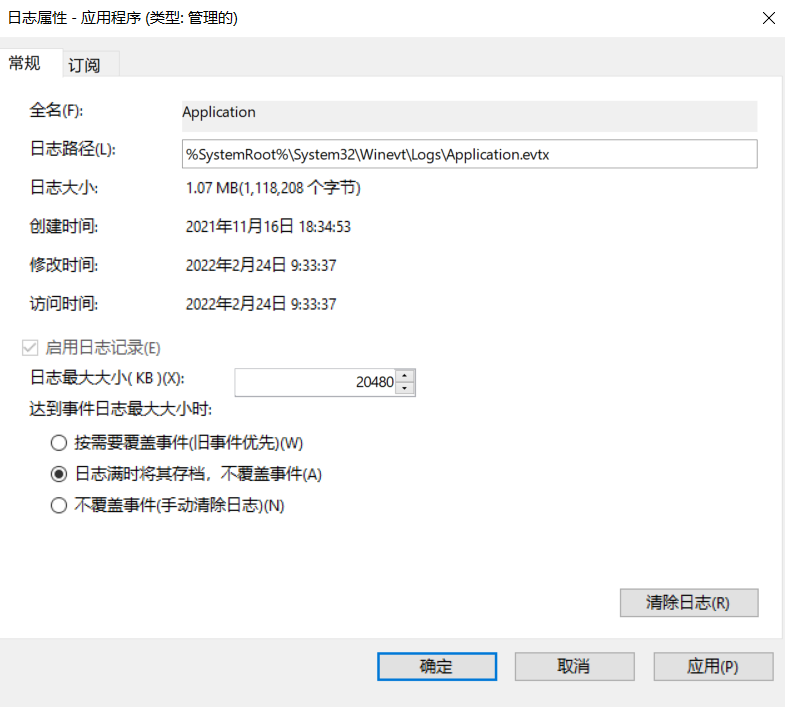 日志属性 - 应用程序 (类型: 管理的)
常规 订阅
全名(F): Application
日志路径(L): %SystemRoot%\System32\Winevt\Logs\Application.evtx
日志大小: 1.07 MB(1,118,208 个字节)
创建时间: 2021年11月16日 18:34:53
修改时间: 2022年2月24日 9:33:37
访问时间: 2022年2月24日 9:33:37
启用日志记录(E)
日志最大大小( KB )(X): 20480
达到事件日志最大大小时:
按需要覆盖事件(旧事件优先)(W)
日志满时将其存档，不覆盖事件(A)
不覆盖事件(手动清除日志)(N)
清除日志(R)
确定 取消 应用(P)